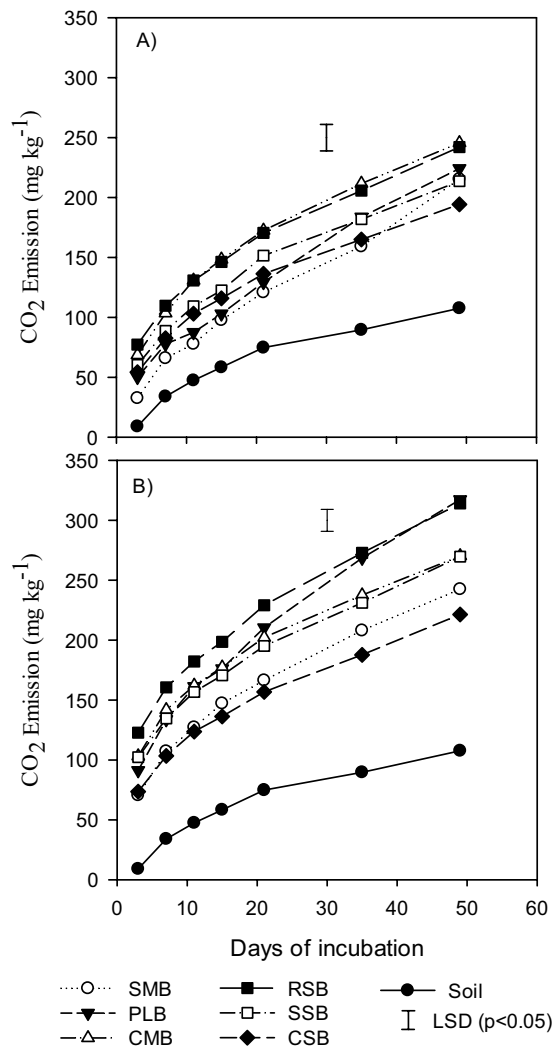 350
A)
300
250
200
150
100
50
0
CO2 Emission (mg kg-1)
350
B)
300
250
200
150
100
50
0
CO2 Emission (mg kg-1)
0 10 20 30 40 50 60
Days of incubation
SMB RSB Soil
PLB SSB LSD (p<0.05)
CMB CSB